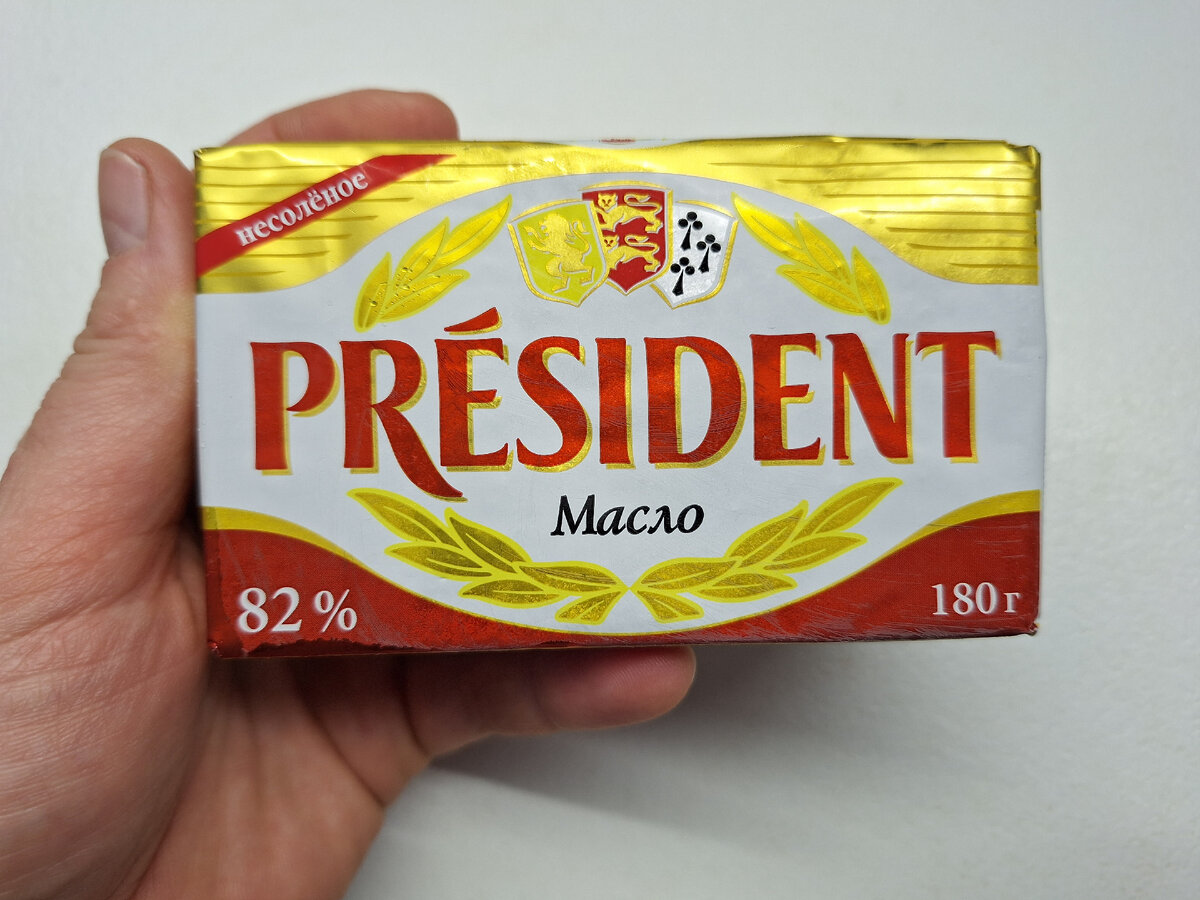 несолёное
PRÉSIDENT
Масло
82 %
180 г